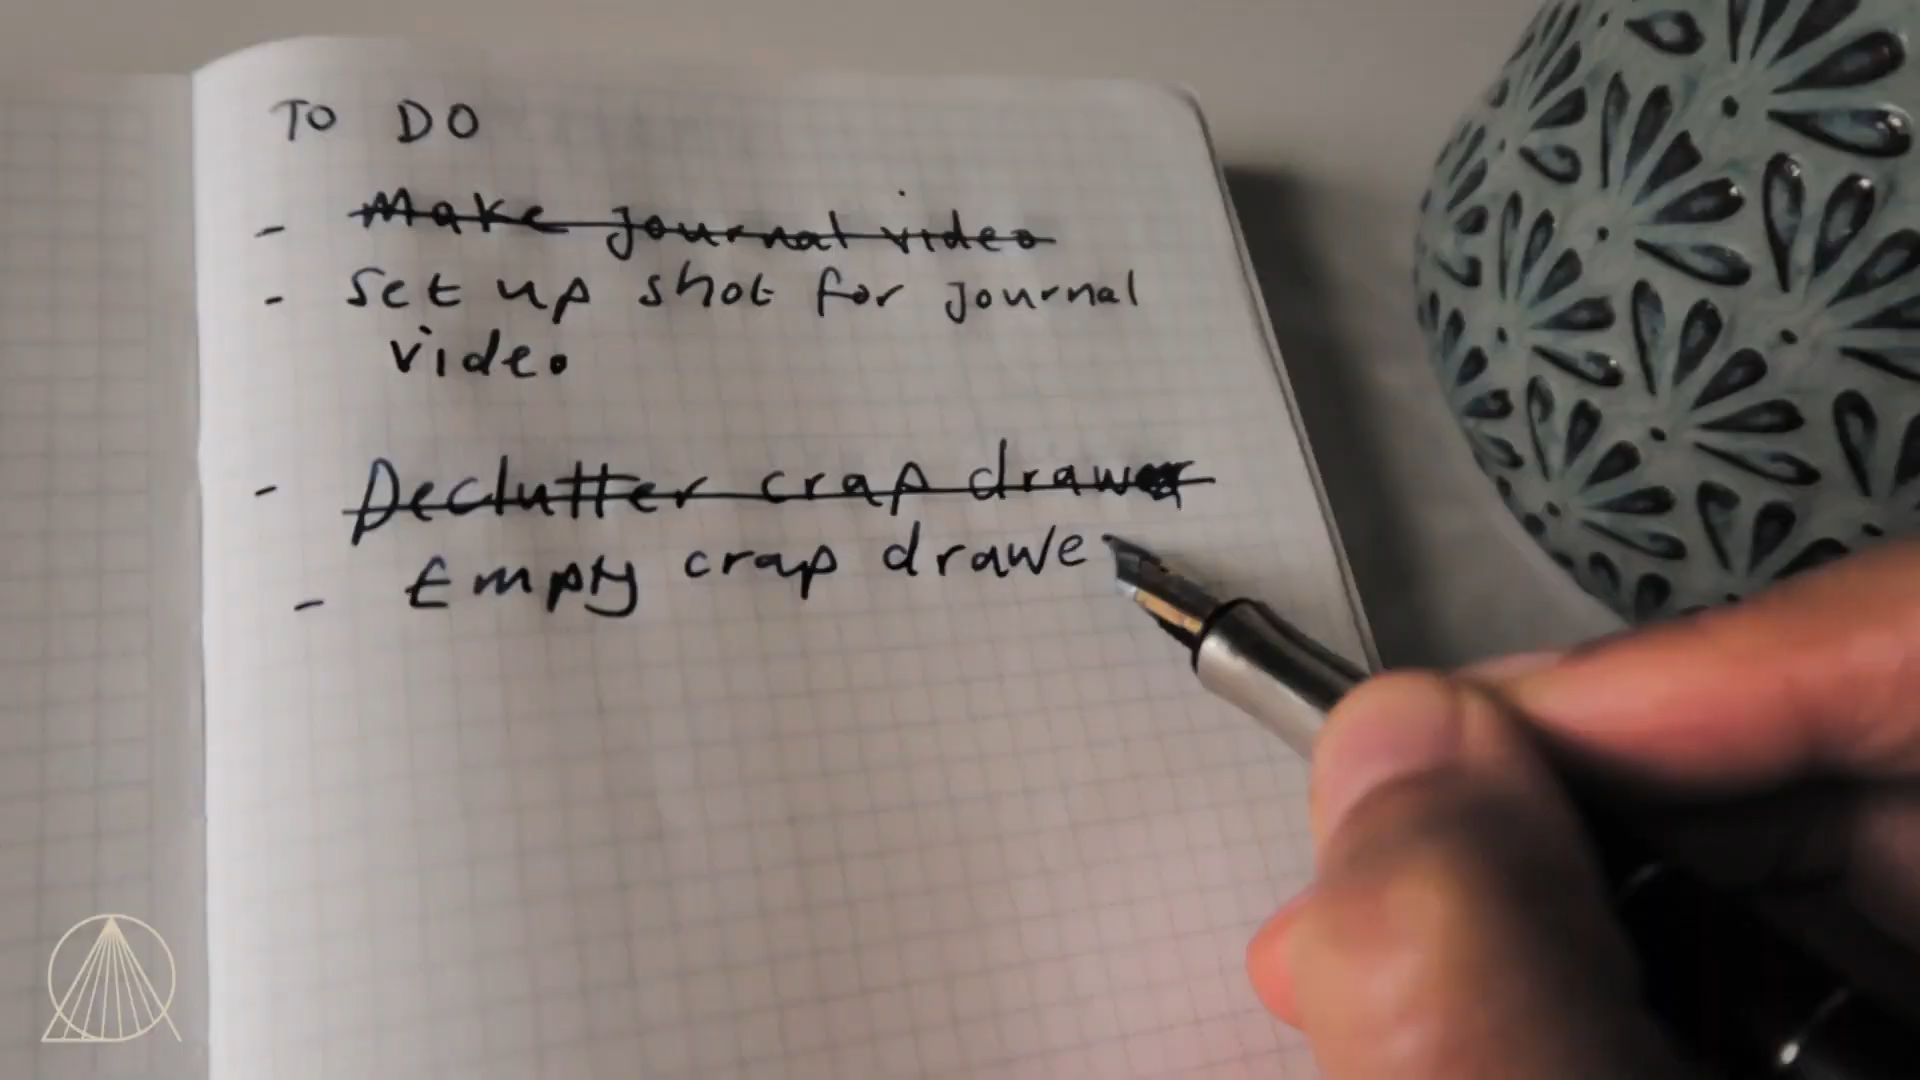 TO DO
- Make journal video
- Set up shot for journal
video
- Declutter crap drawer
- Empty crap drawe